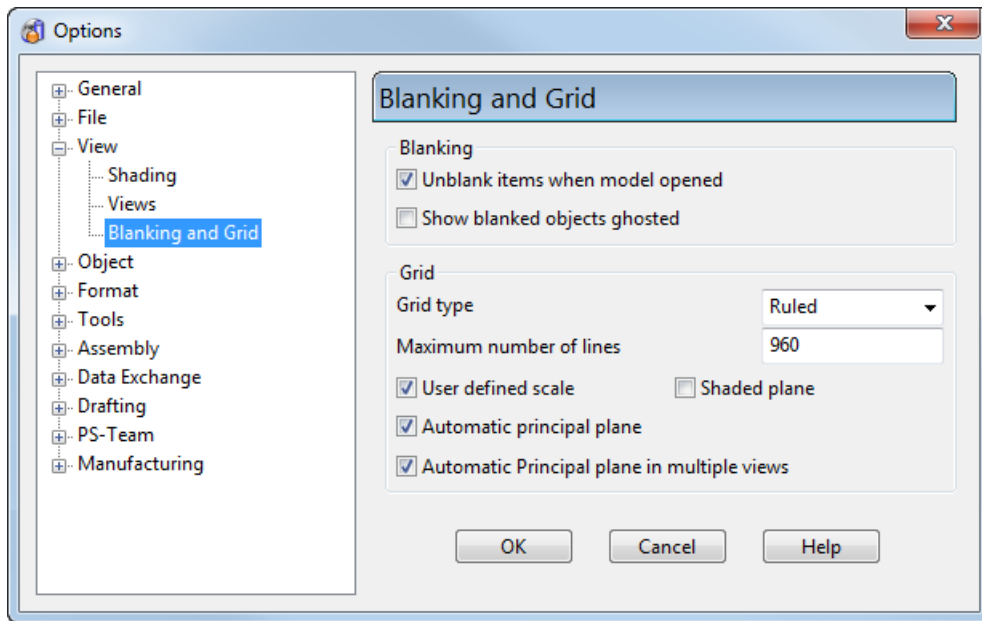 Options
General
File
View
Shading
Views
Blanking and Grid
Object
Format
Tools
Assembly
Data Exchange
Drafting
PS-Team
Manufacturing
Blanking and Grid
Blanking
Unblank items when model opened
Show blanked objects ghosted
Grid
Grid type Ruled
Maximum number of lines 960
User defined scale Shaded plane
Automatic principal plane
Automatic Principal plane in multiple views
OK Cancel Help